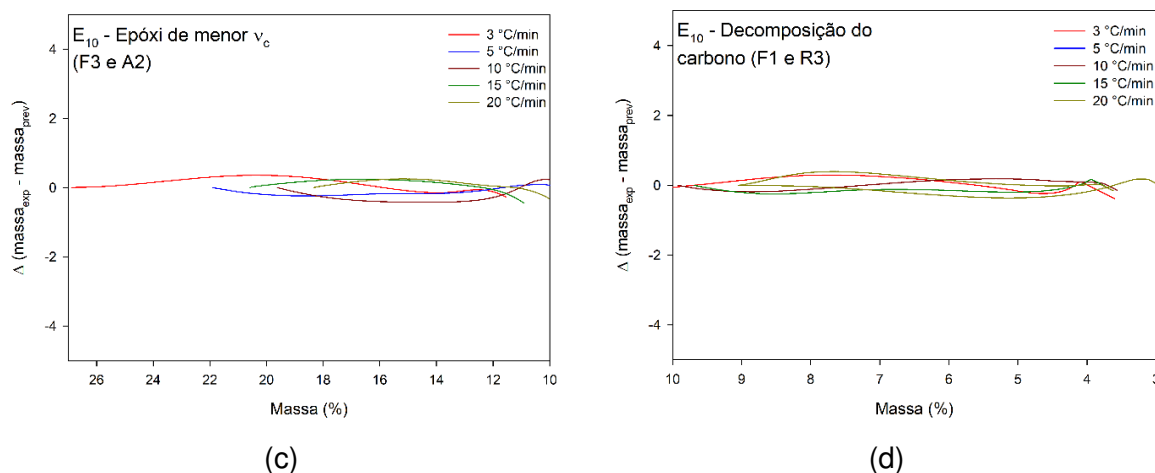 E10 - Epóxi de menor νc
(F3 e A2)
3 °C/min
5 °C/min
10 °C/min
15 °C/min
20 °C/min
4
2
0
-2
-4
Δ (massaexp - massaprev)
26 24 22 20 18 16 14 12 10
Massa (%)
(c)
E10 - Decomposição do
carbono (F1 e R3)
3 °C/min
5 °C/min
10 °C/min
15 °C/min
20 °C/min
4
2
0
-2
-4
Δ (massaexp - massaprev)
10 9 8 7 6 5 4 3
Massa (%)
(d)